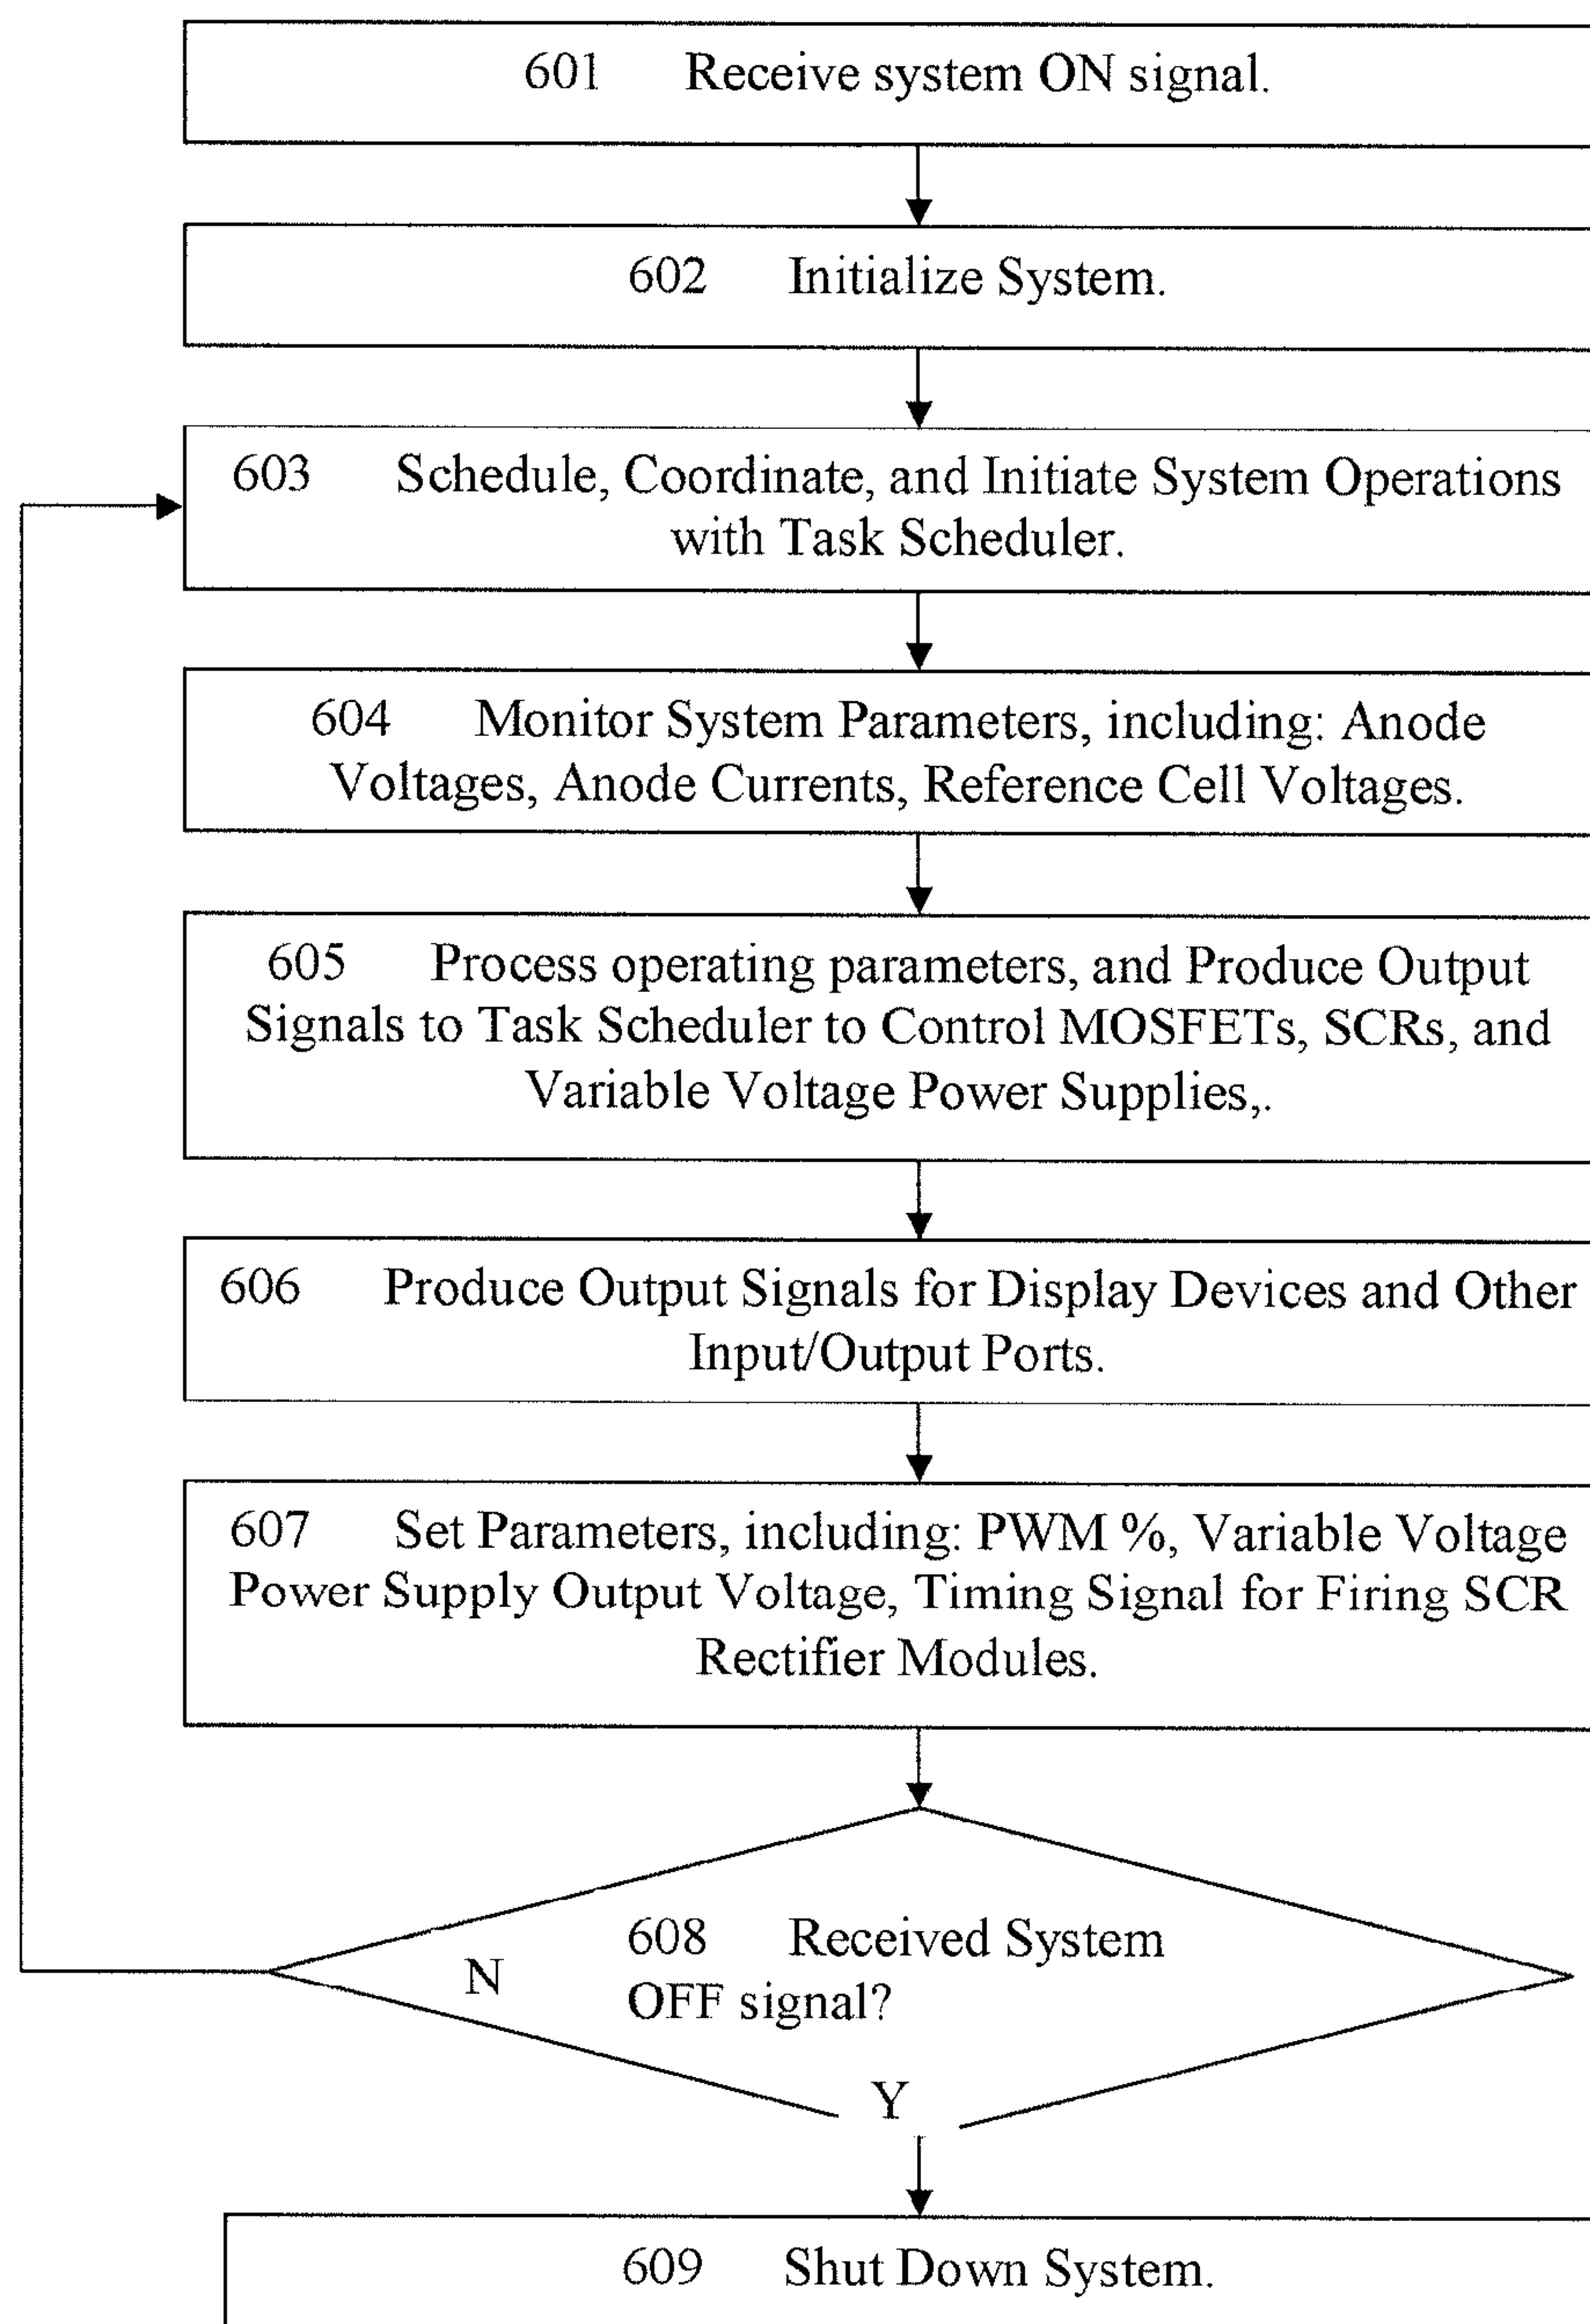 601 Receive system ON signal.
602 Initialize System.
603 Schedule, Coordinate, and Initiate System Operations
with Task Scheduler.
604 Monitor System Parameters, including: Anode
Voltages, Anode Currents, Reference Cell Voltages.
605 Process operating parameters, and Produce Output
Signals to Task Scheduler to Control MOSFETs, SCRs, and
Variable Voltage Power Supplies,.
606 Produce Output Signals for Display Devices and Other
Input/Output Ports.
607 Set Parameters, including: PWM %, Variable Voltage
Power Supply Output Voltage, Timing Signal for Firing SCR
Rectifier Modules.
608 Received System
N
OFF signal?
Y
609 Shut Down System.